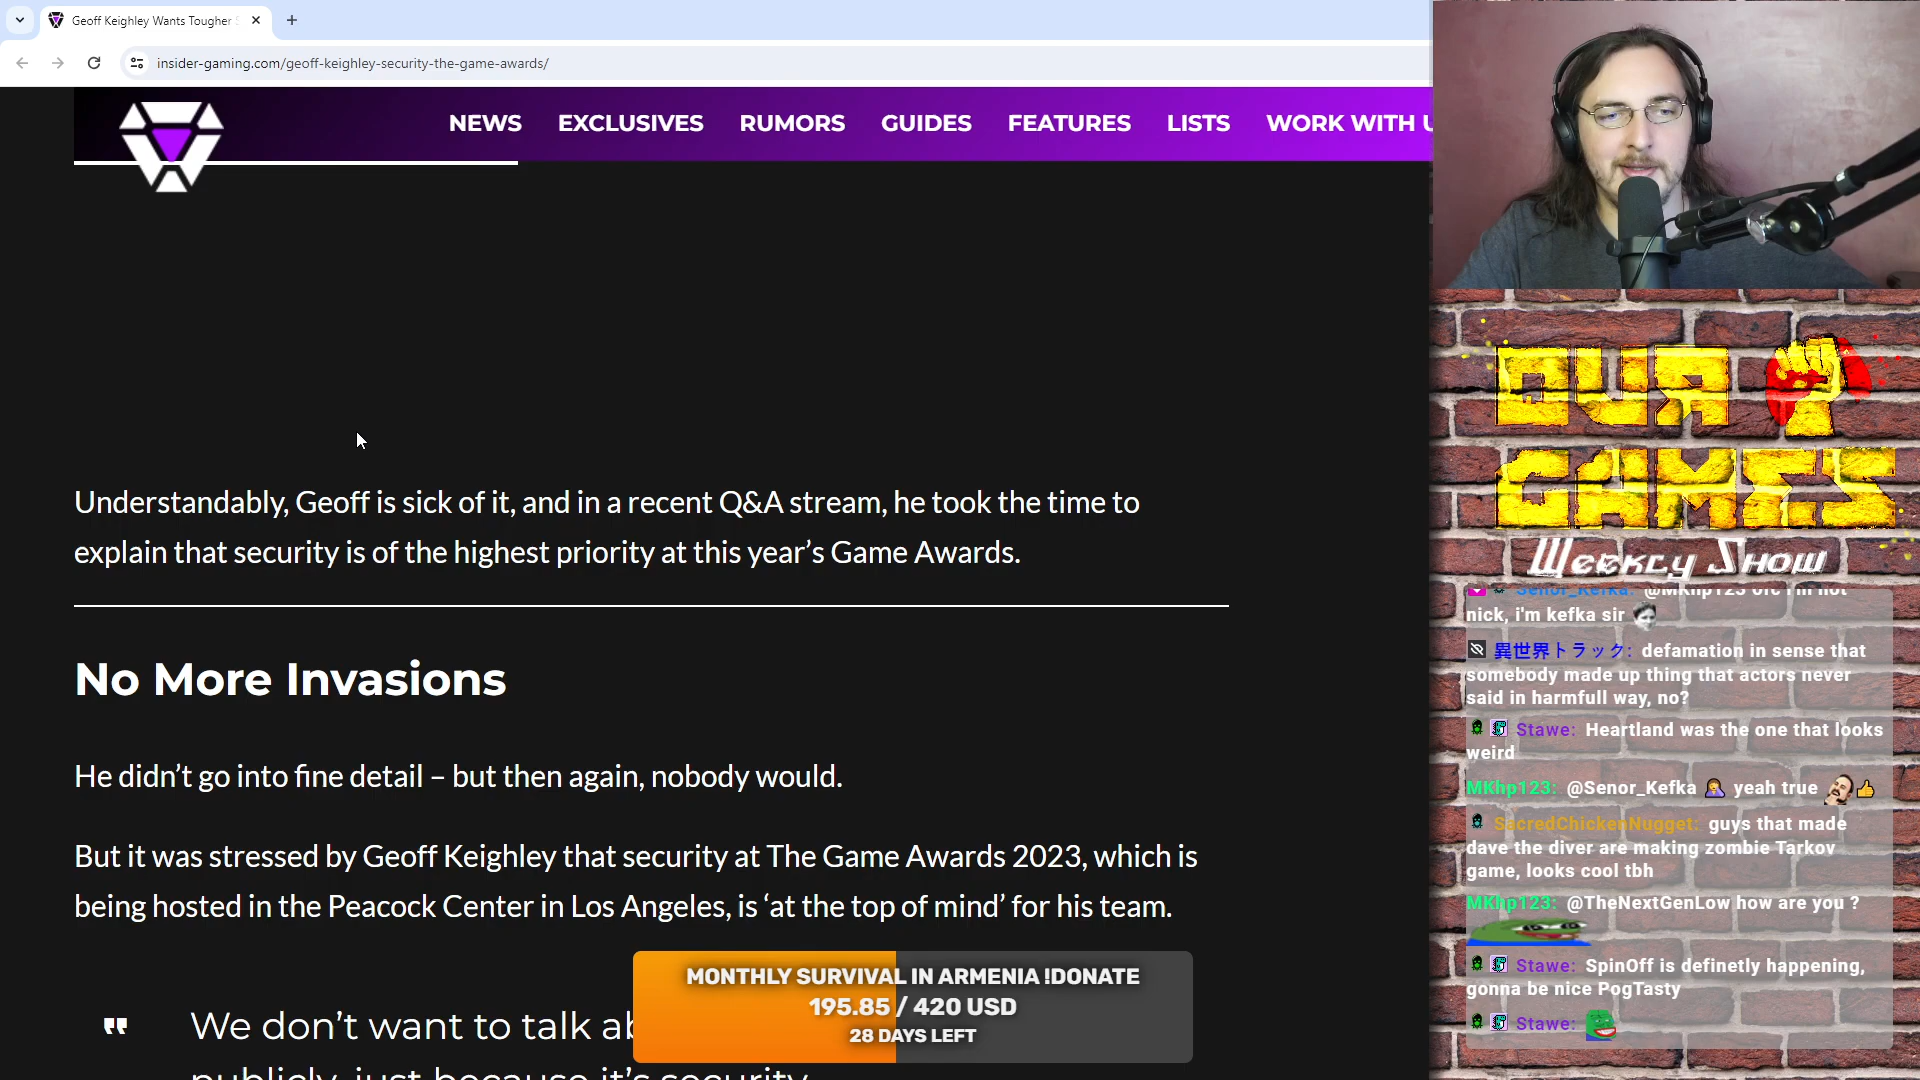 Geoff Keighley Wants Tougher S
insider-gaming.com/geoff-keighley-security-the-game-awards/
NEWS EXCLUSIVES RUMORS GUIDES FEATURES LISTS WORK WITH U
Understandably, Geoff is sick of it, and in a recent Q&A stream, he took the time to
explain that security is of the highest priority at this year’s Game Awards.
No More Invasions
He didn’t go into fine detail – but then again, nobody would.
But it was stressed by Geoff Keighley that security at The Game Awards 2023, which is
being hosted in the Peacock Center in Los Angeles, is ‘at the top of mind’ for his team.
We don’t want to talk ab
publicly, just because it’s security
MONTHLY SURVIVAL IN ARMENIA !DONATE
195.85 / 420 USD
28 DAYS LEFT
OUR
GAMES
Weekly Show
Senor_Kefka: @MKhp123 ofc i'm not
nick, i'm kefka sir
異世界トラック: defamation in sense that
somebody made up thing that actors never
said in harmfull way, no?
Stawe: Heartland was the one that looks
weird
MKhp123: @Senor_Kefka yeah true
SacredChickenNugget: guys that made
dave the diver are making zombie Tarkov
game, looks cool tbh
MKhp123: @TheNextGenLow how are you ?
Stawe: SpinOff is definetly happening,
gonna be nice PogTasty
Stawe: